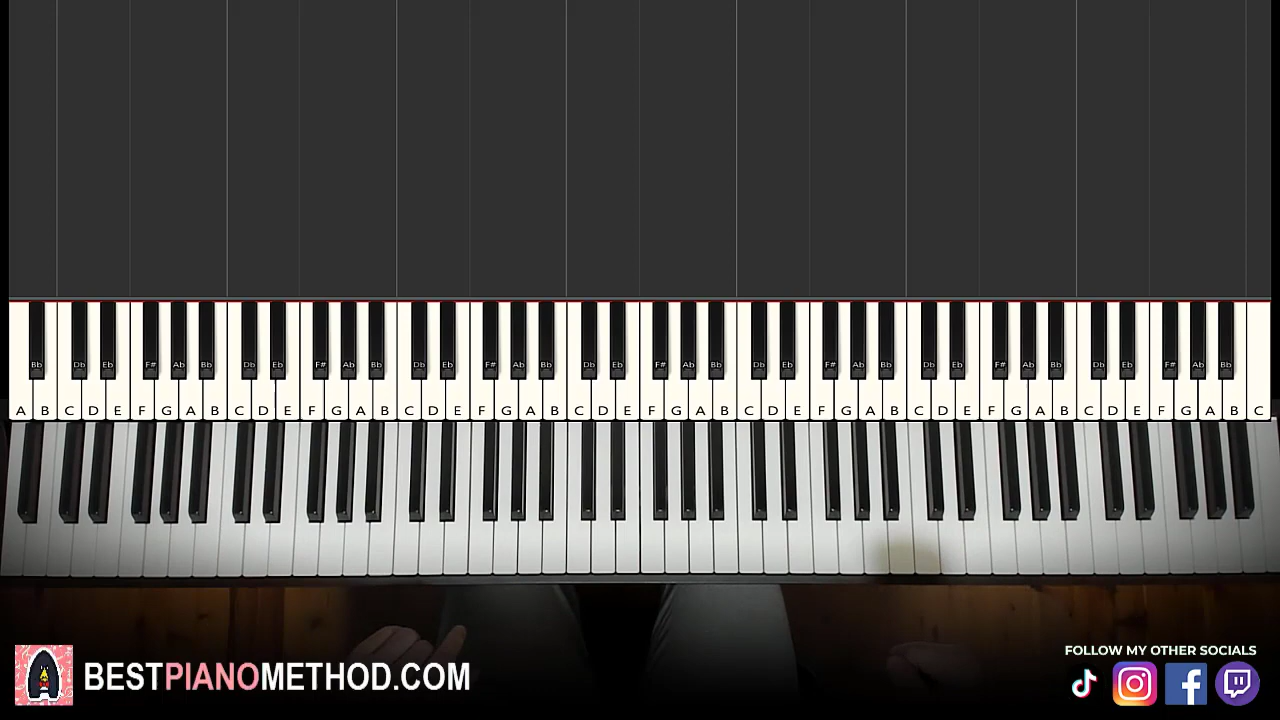 Bb Db Eb F# Ab Bb Db Eb F# Ab Bb Db Eb F# Ab Bb Db Eb F# Ab Bb Db Eb F# Ab Bb Db Eb F# Ab Bb Db Eb F# Ab Bb
A B C D E F G A B C D E F G A B C D E F G A B C D E F G A B C D E F G A B C D E F G A B C D E F G A B C
FOLLOW MY OTHER SOCIALS
BESTPIANOMETHOD.COM